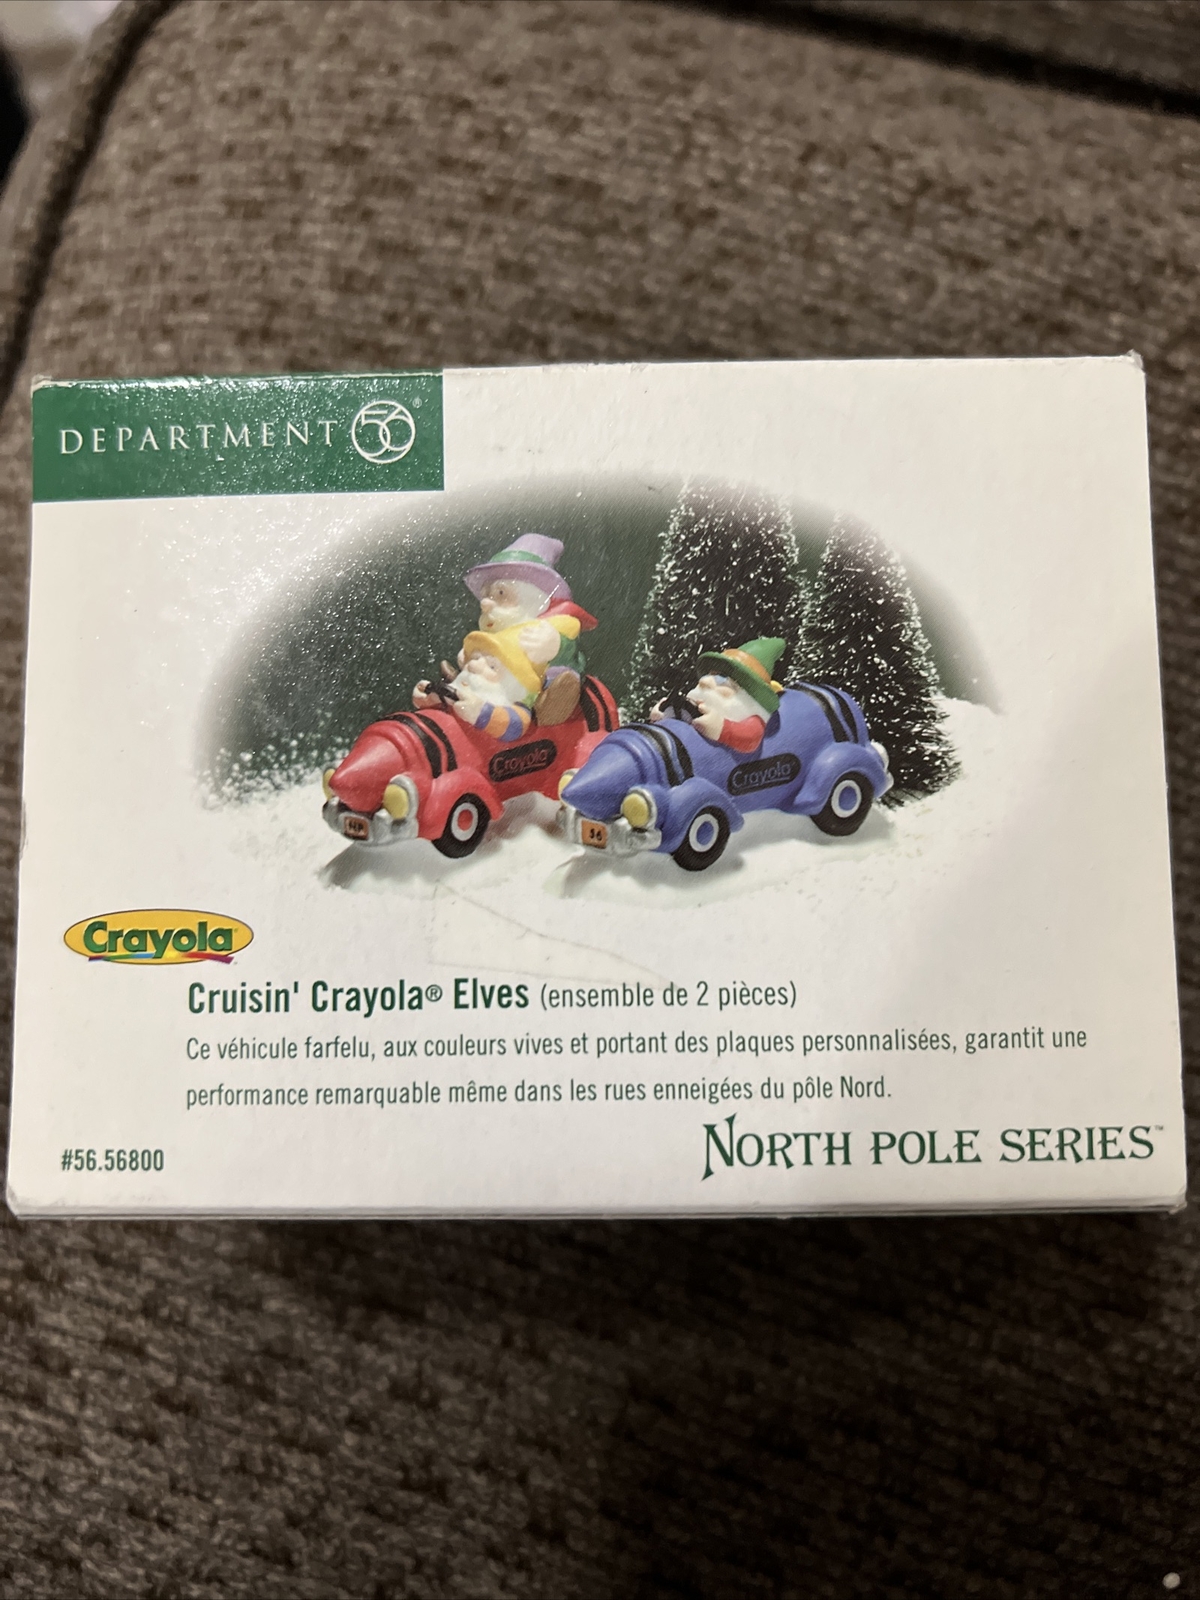 DEPARTMENT 56®
Crayola
Crayola
NP
56
Crayola
Cruisin' Crayola® Elves (ensemble de 2 pièces)
Ce véhicule farfelu, aux couleurs vives et portant des plaques personnalisées, garantit une
performance remarquable même dans les rues enneigées du pôle Nord.
#56.56800
NORTH POLE SERIES™